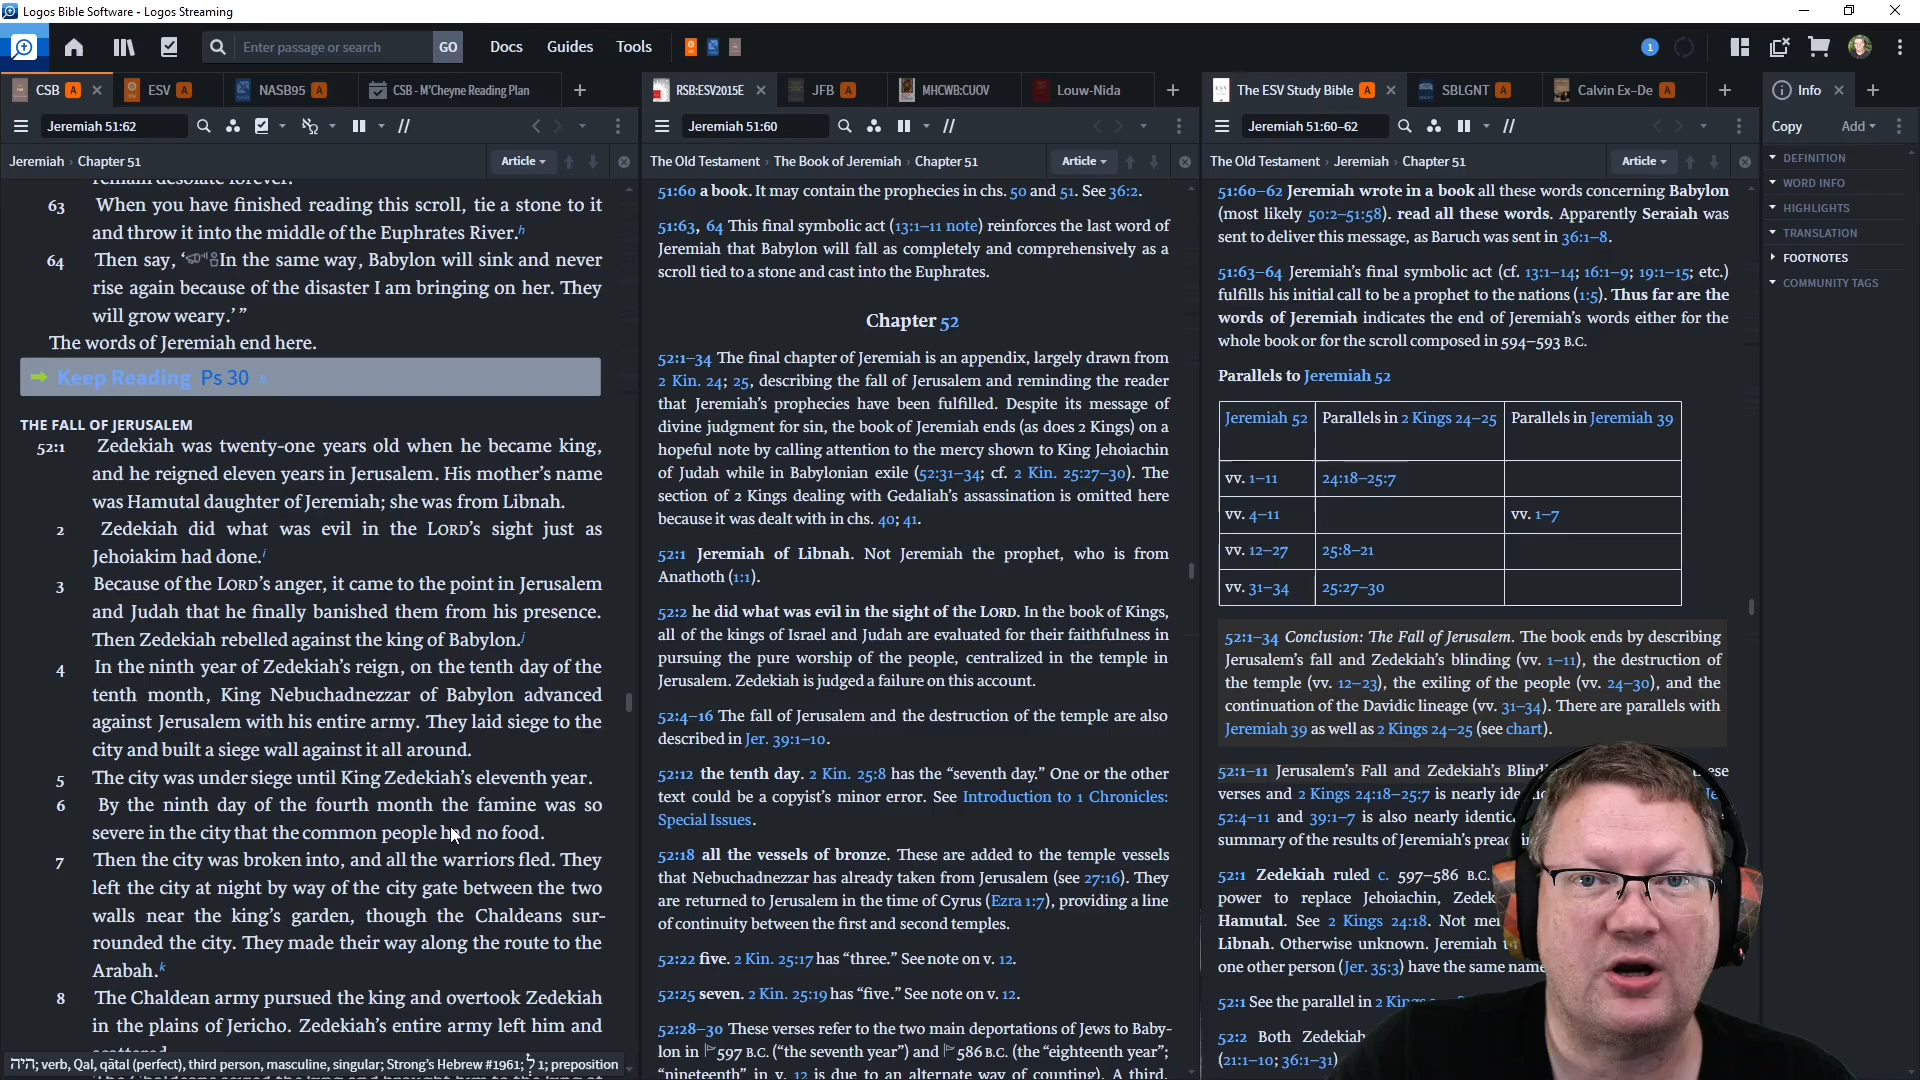 Logos Bible Software - Logos Streaming
Enter passage or search
GO
Docs
Guides
Tools
1
CSB A
ESV A
NASB95 A
CSB - M'Cheyne Reading Plan
Jeremiah 51:62
Jeremiah › Chapter 51
Article
remain desolate forever.
63 When you have finished reading this scroll, tie a stone to it
and throw it into the middle of the Euphrates River.h
64 Then say, ‘In the same way, Babylon will sink and never
rise again because of the disaster I am bringing on her. They
will grow weary.’ ”
The words of Jeremiah end here.
Keep Reading Ps 30 »
THE FALL OF JERUSALEM
52:1 Zedekiah was twenty-one years old when he became king,
and he reigned eleven years in Jerusalem. His mother’s name
was Hamutal daughter of Jeremiah; she was from Libnah.
2 Zedekiah did what was evil in the LORD’s sight just as
Jehoiakim had done.i
3 Because of the LORD’s anger, it came to the point in Jerusalem
and Judah that he finally banished them from his presence.
Then Zedekiah rebelled against the king of Babylon.j
4 In the ninth year of Zedekiah’s reign, on the tenth day of the
tenth month, King Nebuchadnezzar of Babylon advanced
against Jerusalem with his entire army. They laid siege to the
city and built a siege wall against it all around.
5 The city was under siege until King Zedekiah’s eleventh year.
6 By the ninth day of the fourth month the famine was so
severe in the city that the common people had no food.
7 Then the city was broken into, and all the warriors fled. They
left the city at night by way of the city gate between the two
walls near the king’s garden, though the Chaldeans sur-
rounded the city. They made their way along the route to the
Arabah.k
8 The Chaldean army pursued the king and overtook Zedekiah
in the plains of Jericho. Zedekiah’s entire army left him and
scattered
היה; verb, Qal, qātal (perfect), third person, masculine, singular; Strong’s Hebrew #1961; ל 1; preposition
RSB:ESV2015E
JFB A
MHCWB:CUOV
Louw-Nida
Jeremiah 51:60
The Old Testament › The Book of Jeremiah › Chapter 51
Article
51:60 a book. It may contain the prophecies in chs. 50 and 51. See 36:2.
51:63, 64 This final symbolic act (13:1–11 note) reinforces the last word of
Jeremiah that Babylon will fall as completely and comprehensively as a
scroll tied to a stone and cast into the Euphrates.
Chapter 52
52:1–34 The final chapter of Jeremiah is an appendix, largely drawn from
2 Kin. 24; 25, describing the fall of Jerusalem and reminding the reader
that Jeremiah’s prophecies have been fulfilled. Despite its message of
divine judgment for sin, the book of Jeremiah ends (as does 2 Kings) on a
hopeful note by calling attention to the mercy shown to King Jehoiachin
of Judah while in Babylonian exile (52:31–34; cf. 2 Kin. 25:27–30). The
section of 2 Kings dealing with Gedaliah’s assassination is omitted here
because it was dealt with in chs. 40; 41.
52:1 Jeremiah of Libnah. Not Jeremiah the prophet, who is from
Anathoth (1:1).
52:2 he did what was evil in the sight of the LORD. In the book of Kings,
all of the kings of Israel and Judah are evaluated for their faithfulness in
pursuing the pure worship of the people, centralized in the temple in
Jerusalem. Zedekiah is judged a failure on this account.
52:4–16 The fall of Jerusalem and the destruction of the temple are also
described in Jer. 39:1–10.
52:12 the tenth day. 2 Kin. 25:8 has the “seventh day.” One or the other
text could be a copyist’s minor error. See Introduction to 1 Chronicles:
Special Issues.
52:18 all the vessels of bronze. These are added to the temple vessels
that Nebuchadnezzar has already taken from Jerusalem (see 27:16). They
are returned to Jerusalem in the time of Cyrus (Ezra 1:7), providing a line
of continuity between the first and second temples.
52:22 five. 2 Kin. 25:17 has “three.” See note on v. 12.
52:25 seven. 2 Kin. 25:19 has “five.” See note on v. 12.
52:28–30 These verses refer to the two main deportations of Jews to Baby-
lon in 597 B.C. (“the seventh year”) and 586 B.C. (the “eighteenth year”;
“nineteenth” in v. 12 is due to an alternate way of counting). A third,
The ESV Study Bible A
SBLGNT A
Calvin Ex–De A
Jeremiah 51:60–62
The Old Testament › Jeremiah › Chapter 51
Article
51:60–62 Jeremiah wrote in a book all these words concerning Babylon
(most likely 50:2–51:58). read all these words. Apparently Seraiah was
sent to deliver this message, as Baruch was sent in 36:1–8.
51:63–64 Jeremiah’s final symbolic act (cf. 13:1–14; 16:1–9; 19:1–15; etc.)
fulfills his initial call to be a prophet to the nations (1:5). Thus far are the
words of Jeremiah indicates the end of Jeremiah’s words either for the
whole book or for the scroll composed in 594–593 B.C.
Parallels to Jeremiah 52
Jeremiah 52 Parallels in 2 Kings 24–25 Parallels in Jeremiah 39
vv. 1–11 24:18–25:7
vv. 4–11 vv. 1–7
vv. 12–27 25:8–21
vv. 31–34 25:27–30
52:1–34 Conclusion: The Fall of Jerusalem. The book ends by describing
Jerusalem’s fall and Zedekiah’s blinding (vv. 1–11), the destruction of
the temple (vv. 12–23), the exiling of the people (vv. 24–30), and the
continuation of the Davidic lineage (vv. 31–34). There are parallels with
Jeremiah 39 as well as 2 Kings 24–25 (see chart).
52:1–11 Jerusalem’s Fall and Zedekiah’s Blindi ese
verses and 2 Kings 24:18–25:7 is nearly ide Je
52:4–11 and 39:1–7 is also nearly identic
summary of the results of Jeremiah’s preac
52:1 Zedekiah ruled c. 597–586 B.C.
power to replace Jehoiachin, Zedek
Hamutal. See 2 Kings 24:18. Not mer
Libnah. Otherwise unknown. Jeremiah
one other person (Jer. 35:3) have the same name
52:1 See the parallel in 2 Kings
52:2 Both Zedekiah
(21:1–10; 36:1–31)
Info
Copy
Add
DEFINITION
WORD INFO
HIGHLIGHTS
TRANSLATION
FOOTNOTES
COMMUNITY TAGS